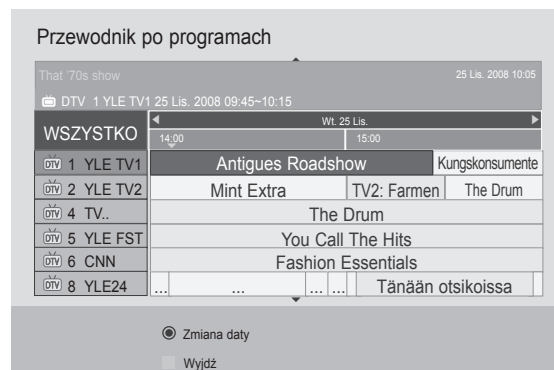 Przewodnik po programach
That '70s show 25 Lis. 2008 10:05
DTV 1 YLE TV1 25 Lis. 2008 09:45~10:15
WSZYSTKO Wt. 25 Lis.
14:00 15:00
DTV 1 YLE TV1 Antigues Roadshow Kungskonsumente
DTV 2 YLE TV2 Mint Extra TV2: Farmen The Drum
DTV 4 TV.. The Drum
DTV 5 YLE FST You Call The Hits
DTV 6 CNN Fashion Essentials
DTV 8 YLE24 ... ... ... ... Tänään otsikoissa
Zmiana daty
Wyjdź